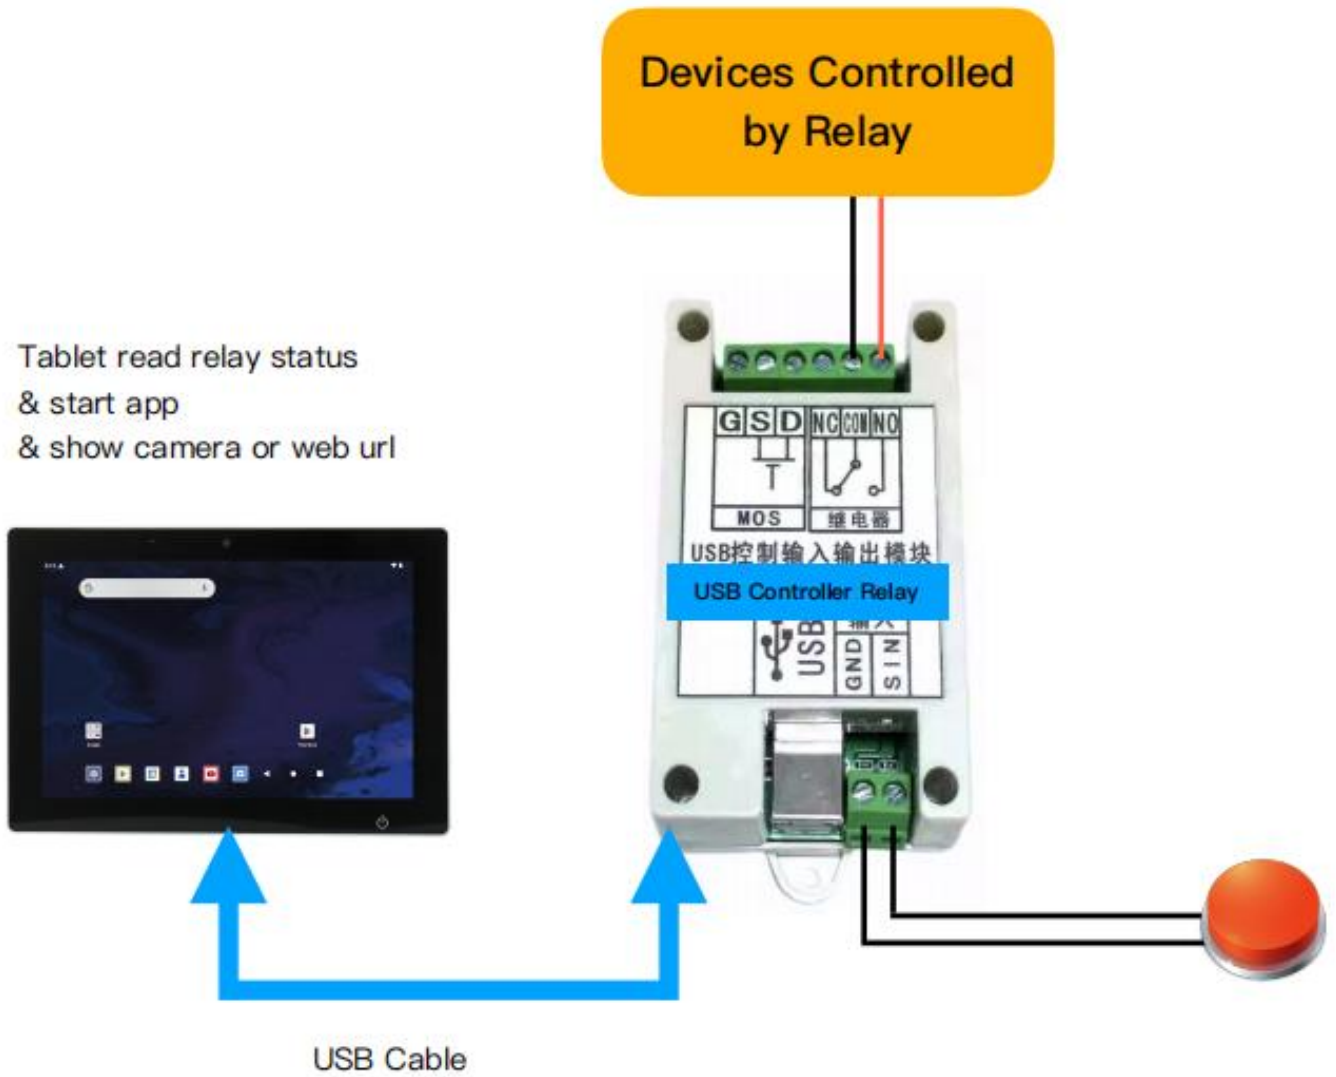 Devices Controlled
by Relay
Tablet read relay status
& start app
& show camera or web url
G S D NC COM NO
MOS 继电器
USB控制输入输出模块
USB Controller Relay
输入
USB
GND
SIN
USB Cable